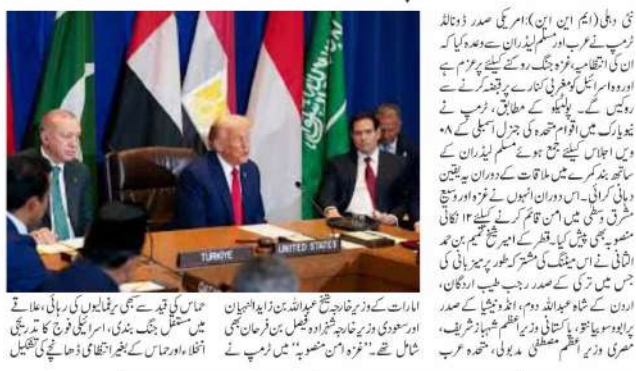 نئی دہلی (ایم این این): امریکی صدر ڈونالڈ
ٹرمپ نے عرب اور مسلم لیڈران سے وعدہ کیا کہ
ان کی انتظامیہ، غزہ جنگ روکنے کیلئے پرعزم ہے
اور وہ اسرائیل کو مغربی کنارے پر قبضہ کرنے سے
روکیں گے۔ پولیٹیکو کے مطابق، ٹرمپ نے
نیویارک میں اقوام متحدہ کی جنرل اسمبلی کے ۸۰
ویں اجلاس کیلئے جمع ہوئے مسلم لیڈران کے
ساتھ بند کمرے میں ملاقات کے دوران یہ یقین
دہانی کرائی۔ اس دوران انہوں نے غزہ اور وسیع
مشرق وسطیٰ میں امن قائم کرنے کیلئے ۱۲ نکاتی
منصوبہ بھی پیش کیا۔ قطر کے امیر شیخ تمیم بن حمد
الثانی نے اس میٹنگ کی مشترکہ طور پر میزبانی کی
جس میں ترکی کے صدر رجب طیب اردگان،
اردن کے شاہ عبداللہ دوم، انڈونیشیا کے صدر
پرابوو سوبیانتو، پاکستانی وزیر اعظم شہباز شریف،
مصری وزیر اعظم مصطفیٰ مدبولی، متحدہ عرب
TÜRKIYE
UNITED STATES
امارات کے وزیر خارجہ شیخ عبداللہ بن زاید النہیان
اور سعودی وزیر خارجہ شہزادہ فیصل بن فرحان بھی
شامل تھے۔ "غزہ امن منصوبہ" میں ٹرمپ نے
حماس کی قید سے سبھی یرغمالیوں کی رہائی، علاقے
میں مستقل جنگ بندی، اسرائیلی فوج کا تدریجی
انخلاء اور حماس کے بغیر انتظامی ڈھانچے کی تشکیل